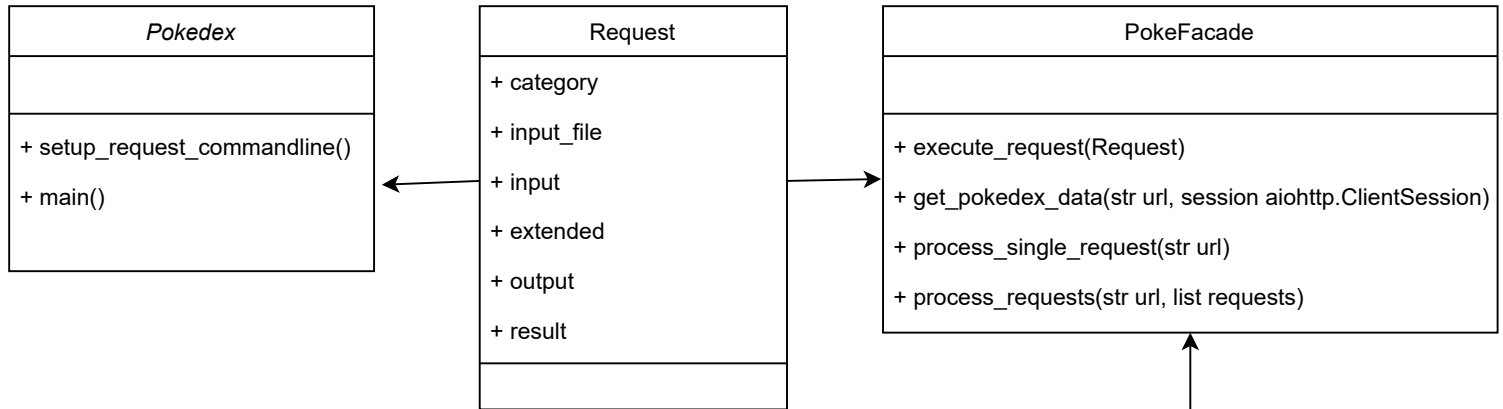 Pokedex
+ setup_request_commandline()
+ main()
Request
+ category
+ input_file
+ input
+ extended
+ output
+ result
PokeFacade
+ execute_request(Request)
+ get_pokedex_data(str url, session aiohttp.ClientSession)
+ process_single_request(str url)
+ process_requests(str url, list requests)